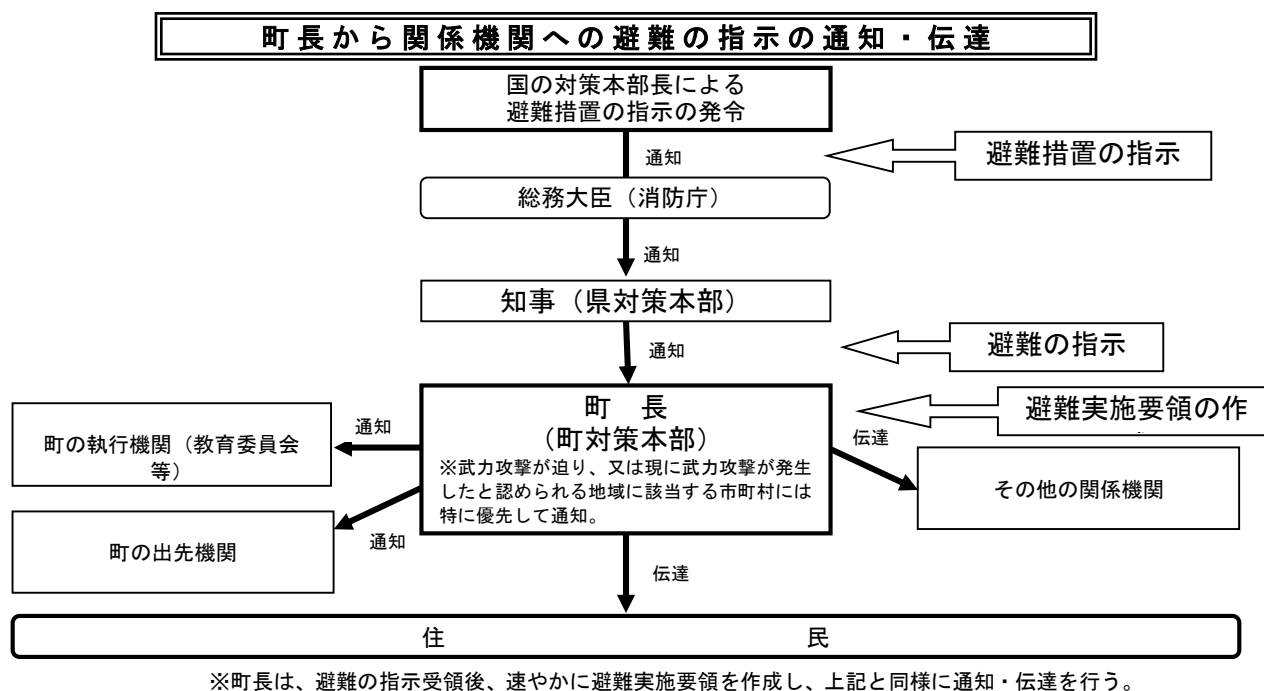 町長から関係機関への避難の指示の通知・伝達
国の対策本部長による
避難措置の指示の発令
通知
避難措置の指示
総務大臣（消防庁）
通知
知事（県対策本部）
通知
避難の指示
町　長
（町対策本部）
※武力攻撃が迫り、又は現に武力攻撃が発生
したと認められる地域に該当する市町村には
特に優先して通知。
避難実施要領の作
通知
町の執行機関（教育委員会
等）
伝達
その他の関係機関
通知
町の出先機関
伝達
住　民
※町長は、避難の指示受領後、速やかに避難実施要領を作成し、上記と同様に通知・伝達を行う。